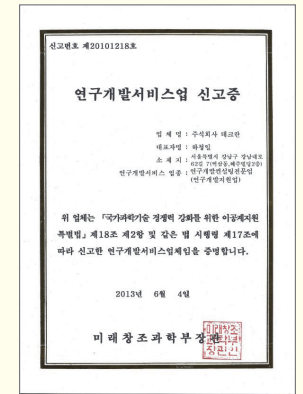 신고번호 제20101218호
연구개발서비스업 신고증
업 체 명 : 주식회사 테크란
대표자명 : 하정임
소 재 지 : 서울특별시 강남구 강남대로
62길 7(역삼동,해주빌딩2층)
연구개발서비스 업종 : 연구개발컨설팅전문업
(연구개발지원업)
위 업체는 「국가과학기술 경쟁력 강화를 위한 이공계지원
특별법」제18조 제2항 및 같은 법 시행령 제17조에
따라 신고한 연구개발서비스업체임을 증명합니다.
2013년 6월 4일
미래창조과학부장관